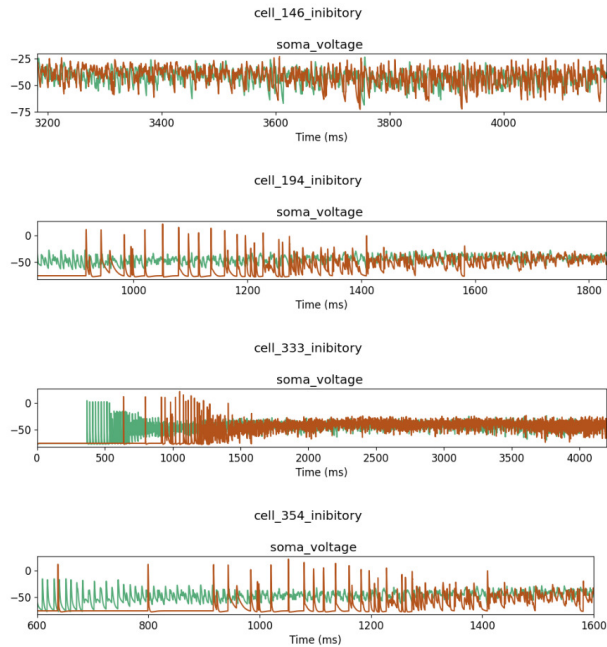 cell_146_inibitory
soma_voltage
−25
−50
−75
3200 3400 3600 3800 4000
Time (ms)
cell_194_inibitory
soma_voltage
0
−50
1000 1200 1400 1600 1800
Time (ms)
cell_333_inibitory
soma_voltage
0
−50
0 500 1000 1500 2000 2500 3000 3500 4000
Time (ms)
cell_354_inibitory
soma_voltage
0
−50
600 800 1000 1200 1400 1600
Time (ms)